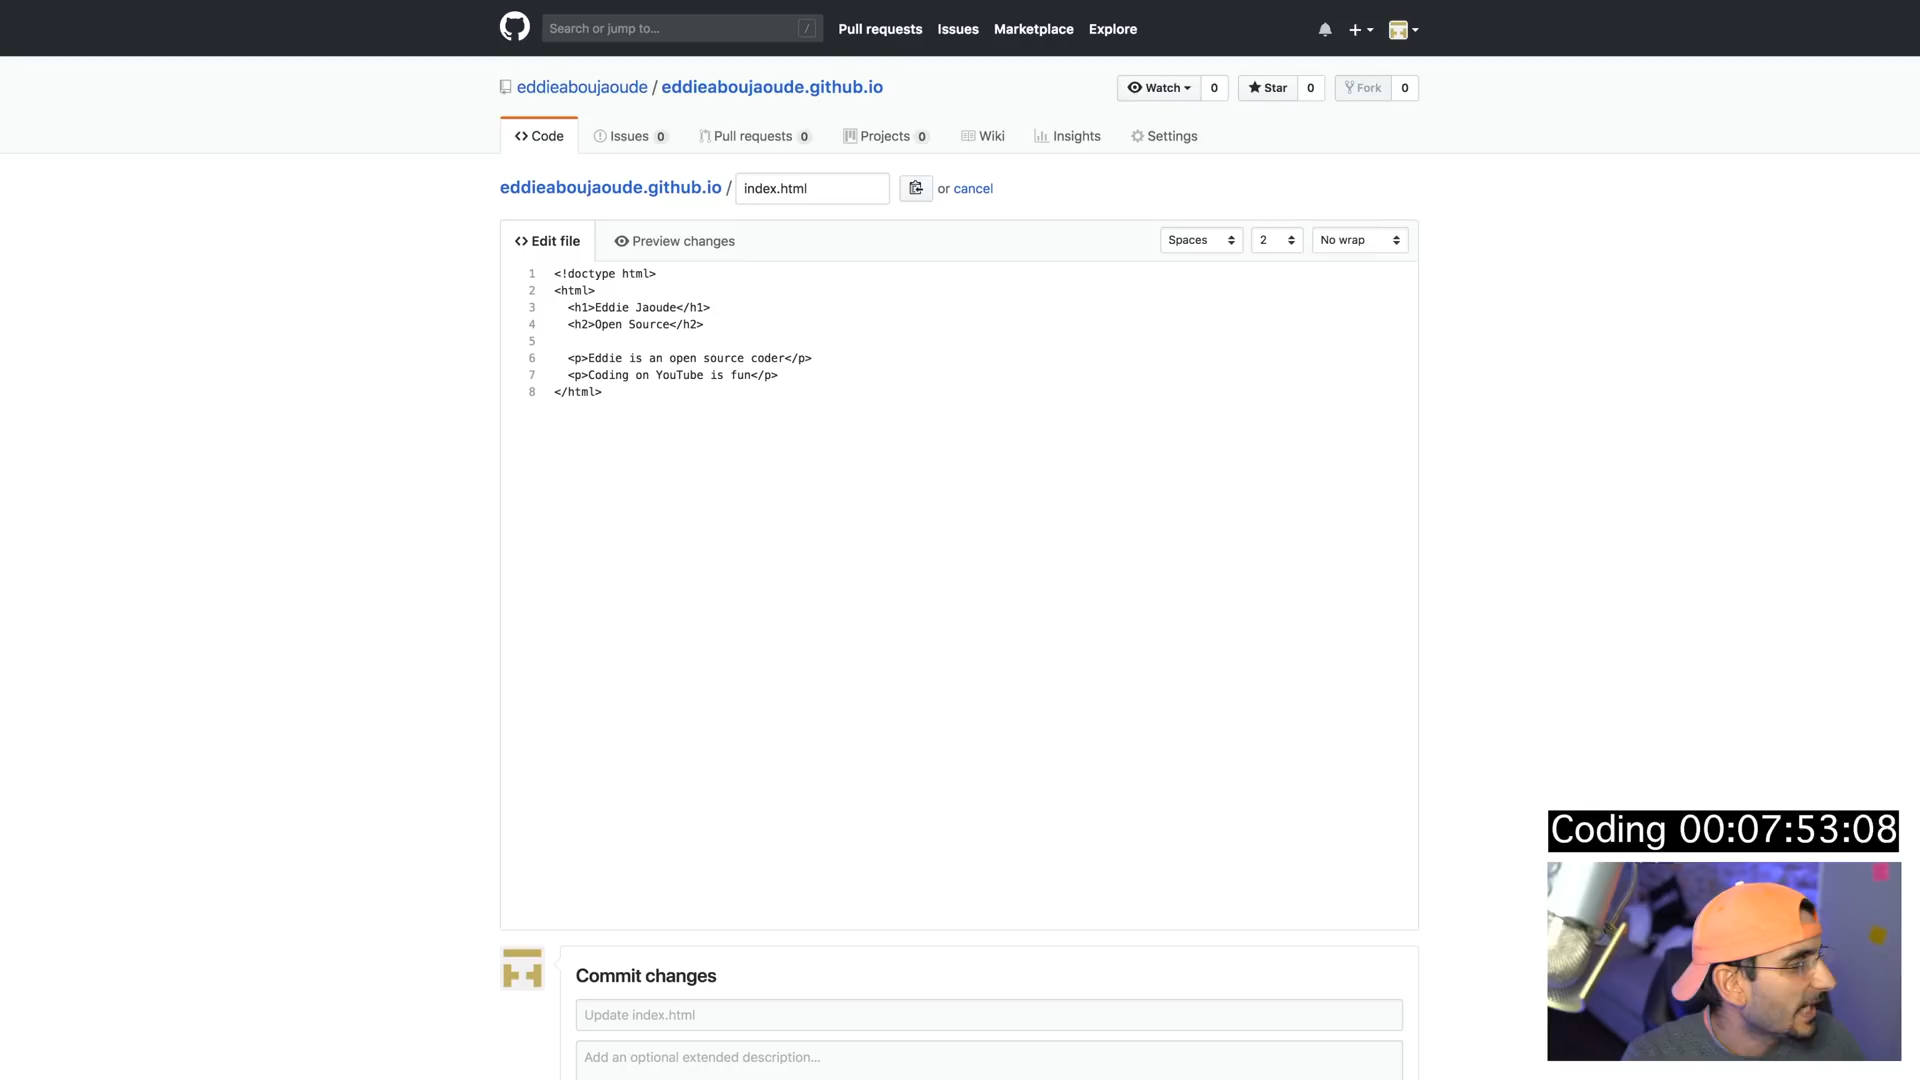 Search or jump to... / Pull requests Issues Marketplace Explore
eddieaboujaoude / eddieaboujaoude.github.io Watch 0 Star 0 Fork 0
Code Issues 0 Pull requests 0 Projects 0 Wiki Insights Settings
eddieaboujaoude.github.io / index.html or cancel
<> Edit file Preview changes Spaces 2 No wrap
1 <!doctype html>
2 <html>
3 <h1>Eddie Jaoude</h1>
4 <h2>Open Source</h2>
5
6 <p>Eddie is an open source coder</p>
7 <p>Coding on YouTube is fun</p>
8 </html>
Coding 00:07:53:08
Commit changes
Update index.html
Add an optional extended description...